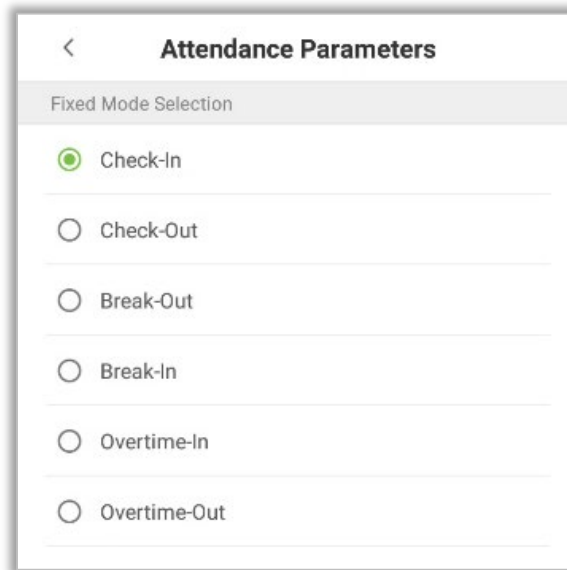 Attendance Parameters
Fixed Mode Selection
Check-In
Check-Out
Break-Out
Break-In
Overtime-In
Overtime-Out